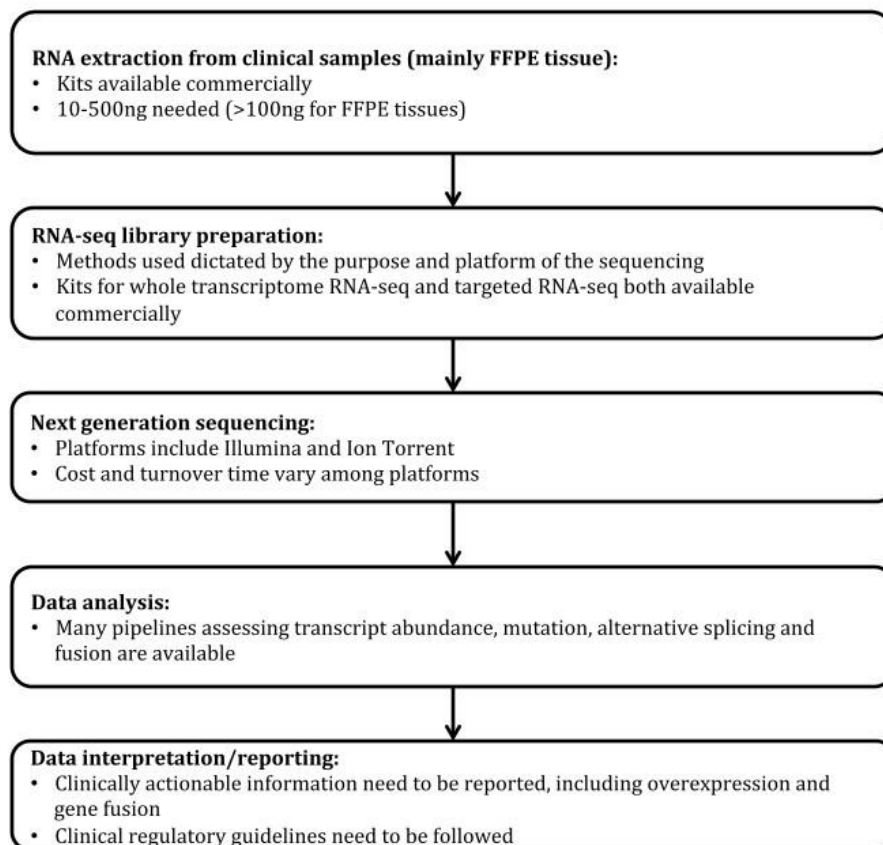 RNA extraction from clinical samples (mainly FFPE tissue):
• Kits available commercially
• 10-500ng needed (>100ng for FFPE tissues)
RNA-seq library preparation:
• Methods used dictated by the purpose and platform of the sequencing
• Kits for whole transcriptome RNA-seq and targeted RNA-seq both available
commercially
Next generation sequencing:
• Platforms include Illumina and Ion Torrent
• Cost and turnover time vary among platforms
Data analysis:
• Many pipelines assessing transcript abundance, mutation, alternative splicing and
fusion are available
Data interpretation/reporting:
• Clinically actionable information need to be reported, including overexpression and
gene fusion
• Clinical regulatory guidelines need to be followed